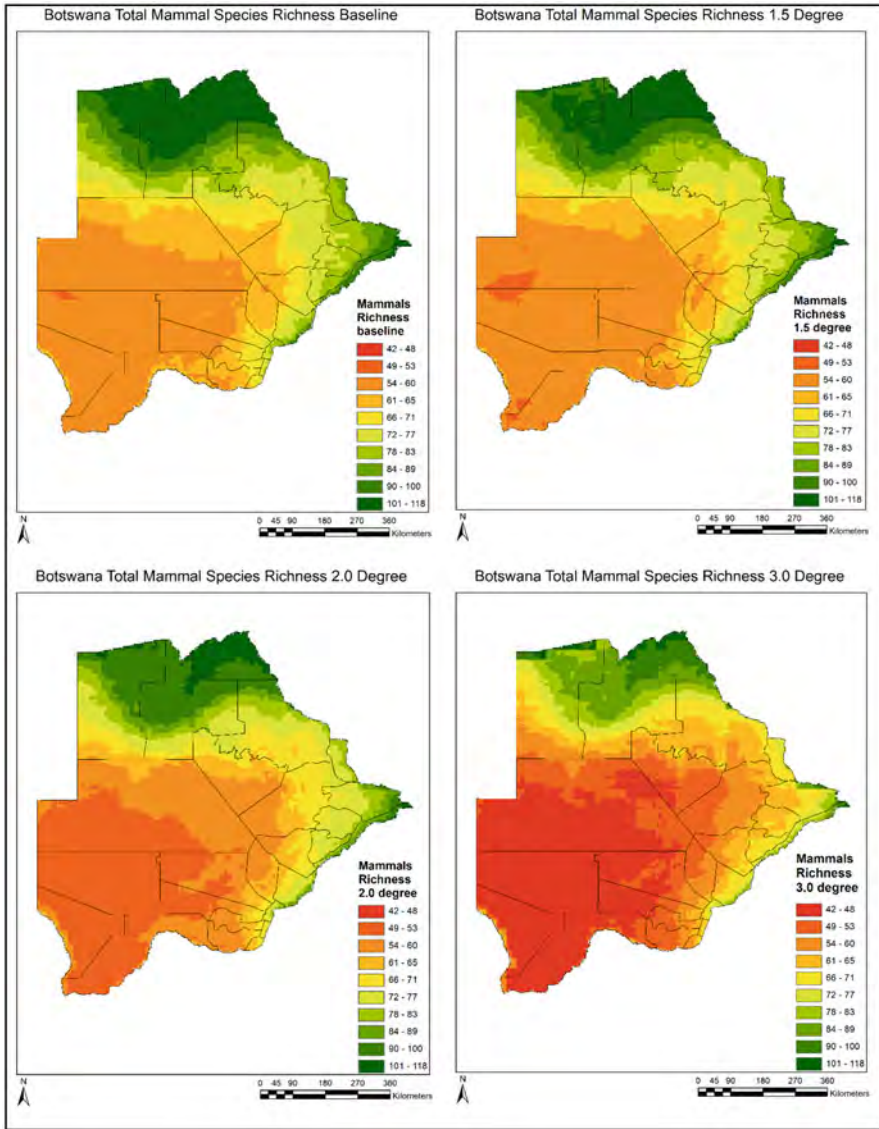 Botswana Total Mammal Species Richness Baseline
Mammals
Richness
baseline
42 - 48
49 - 53
54 - 60
61 - 65
66 - 71
72 - 77
78 - 83
84 - 89
90 - 100
101 - 118
N
0 45 90 180 270 360
Kilometers
Botswana Total Mammal Species Richness 1.5 Degree
Mammals
Richness
1.5 degree
42 - 48
49 - 53
54 - 60
61 - 65
66 - 71
72 - 77
78 - 83
84 - 89
90 - 100
101 - 118
N
0 45 90 180 270 360
Kilometers
Botswana Total Mammal Species Richness 2.0 Degree
Mammals
Richness
2.0 degree
42 - 48
49 - 53
54 - 60
61 - 65
66 - 71
72 - 77
78 - 83
84 - 89
90 - 100
101 - 118
N
0 45 90 180 270 360
Kilometers
Botswana Total Mammal Species Richness 3.0 Degree
Mammals
Richness
3.0 degree
42 - 48
49 - 53
54 - 60
61 - 65
66 - 71
72 - 77
78 - 83
84 - 89
90 - 100
101 - 118
N
0 45 90 180 270 360
Kilometers